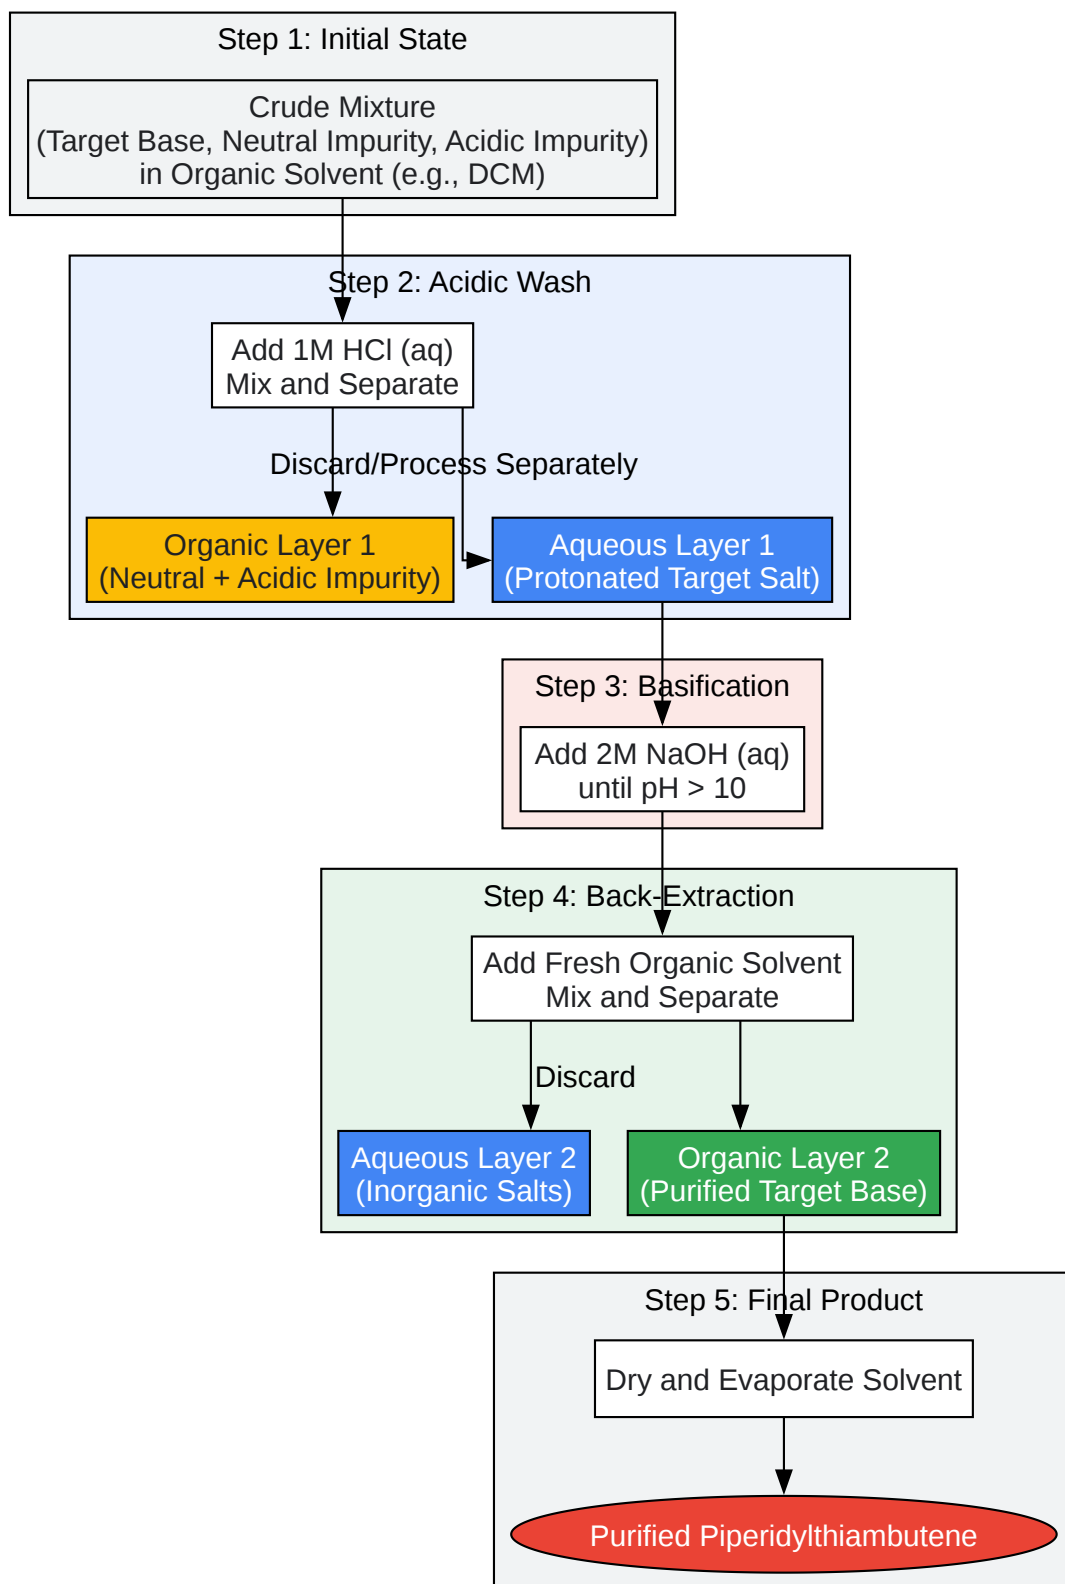 Step 1: Initial State
Crude Mixture
(Target Base, Neutral Impurity, Acidic Impurity)
in Organic Solvent (e.g., DCM)
Step 2: Acidic Wash
Add 1M HCl (aq)
Mix and Separate
Discard/Process Separately
Organic Layer 1
(Neutral + Acidic Impurity)
Aqueous Layer 1
(Protonated Target Salt)
Step 3: Basification
Add 2M NaOH (aq)
until pH > 10
Step 4: Back-Extraction
Add Fresh Organic Solvent
Mix and Separate
Discard
Aqueous Layer 2
(Inorganic Salts)
Organic Layer 2
(Purified Target Base)
Step 5: Final Product
Dry and Evaporate Solvent
Purified Piperidylthiambutene